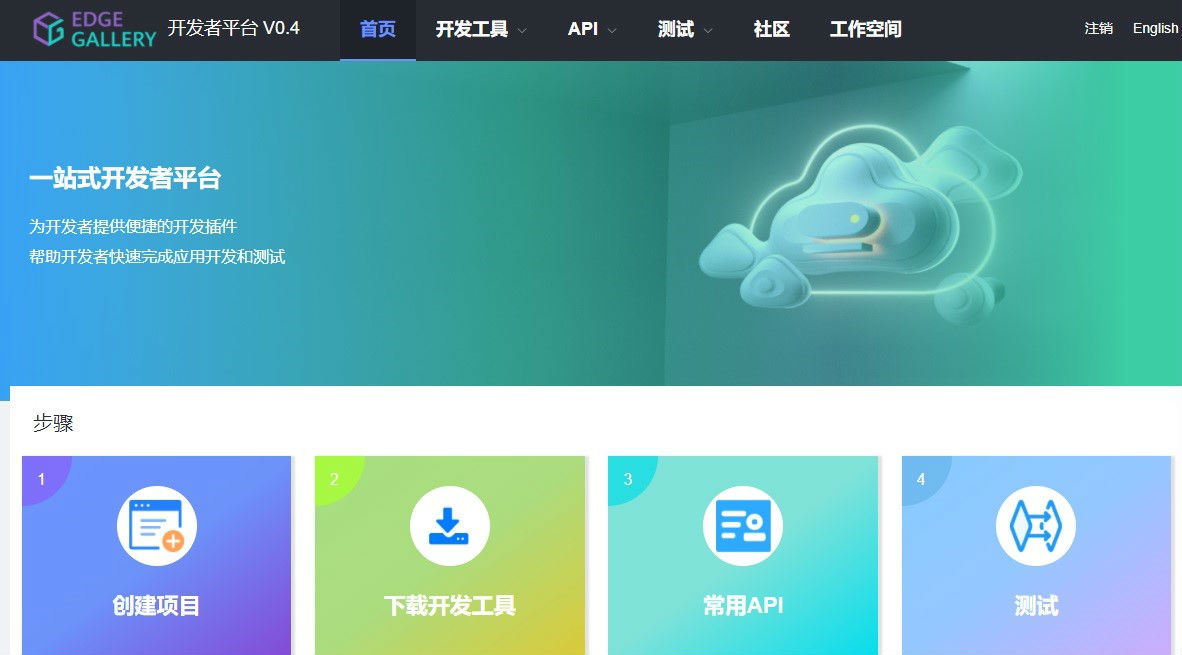 EDGE
GALLERY
开发者平台 V0.4
首页
开发工具
API
测试
社区
工作空间
注销
English
一站式开发者平台
为开发者提供便捷的开发插件
帮助开发者快速完成应用开发和测试
步骤
1
创建项目
2
下载开发工具
3
常用API
4
测试